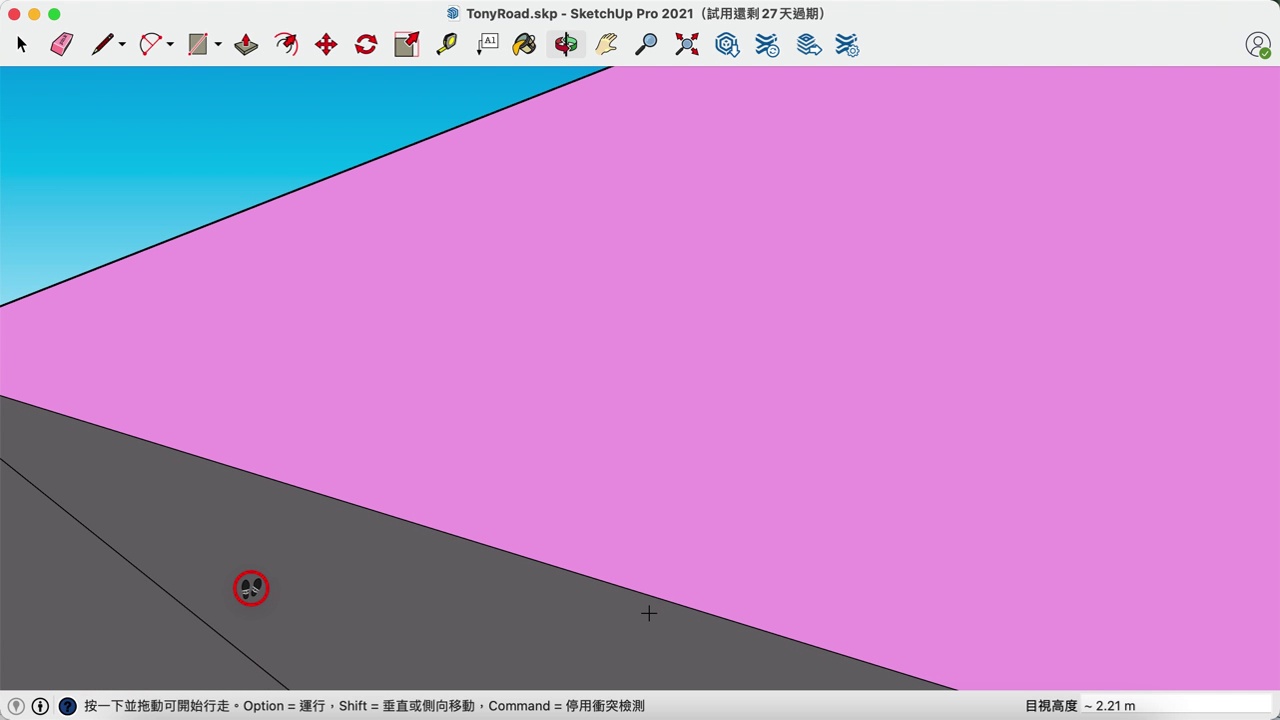 TonyRoad.skp - SketchUp Pro 2021（試用還剩 27 天過期）
A1
按一下並拖動可開始行走。Option = 運行，Shift = 垂直或側向移動，Command = 停用衝突檢測
目視高度 ~ 2.21 m